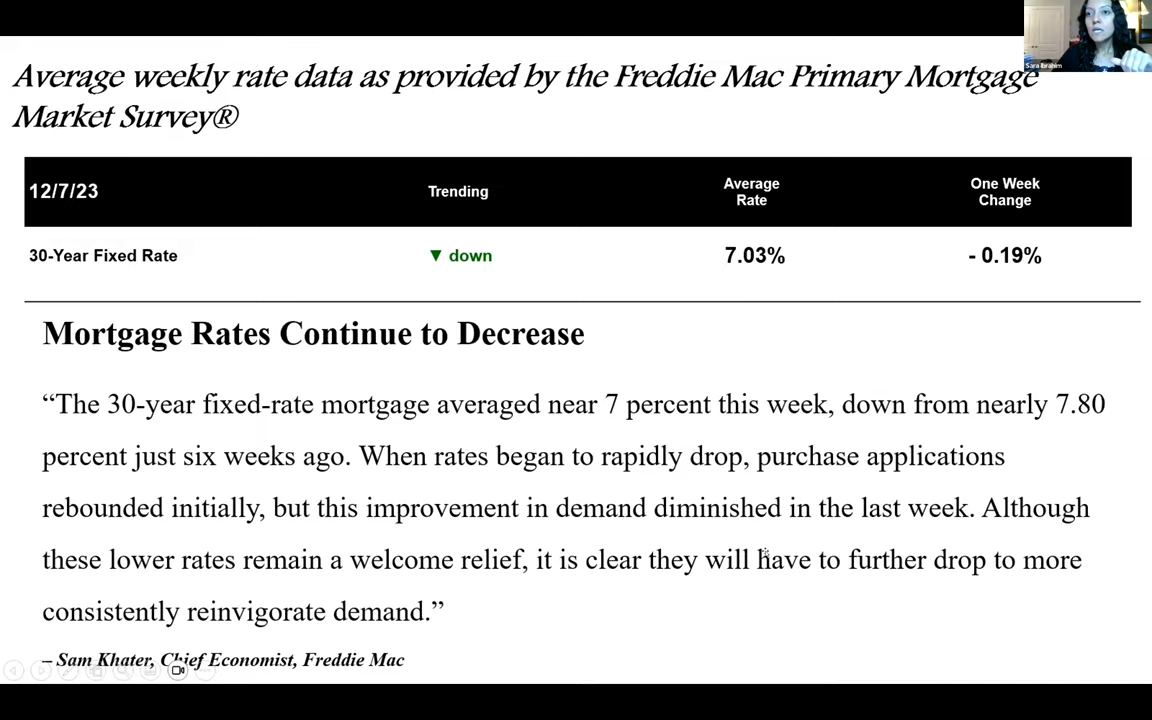 Sara Ibrahim
Average weekly rate data as provided by the Freddie Mac Primary Mortgage
Market Survey®
12/7/23 Trending Average Rate One Week Change
30-Year Fixed Rate ▼ down 7.03% - 0.19%
Mortgage Rates Continue to Decrease
“The 30-year fixed-rate mortgage averaged near 7 percent this week, down from nearly 7.80
percent just six weeks ago. When rates began to rapidly drop, purchase applications
rebounded initially, but this improvement in demand diminished in the last week. Although
these lower rates remain a welcome relief, it is clear they will have to further drop to more
consistently reinvigorate demand.”
– Sam Khater, Chief Economist, Freddie Mac